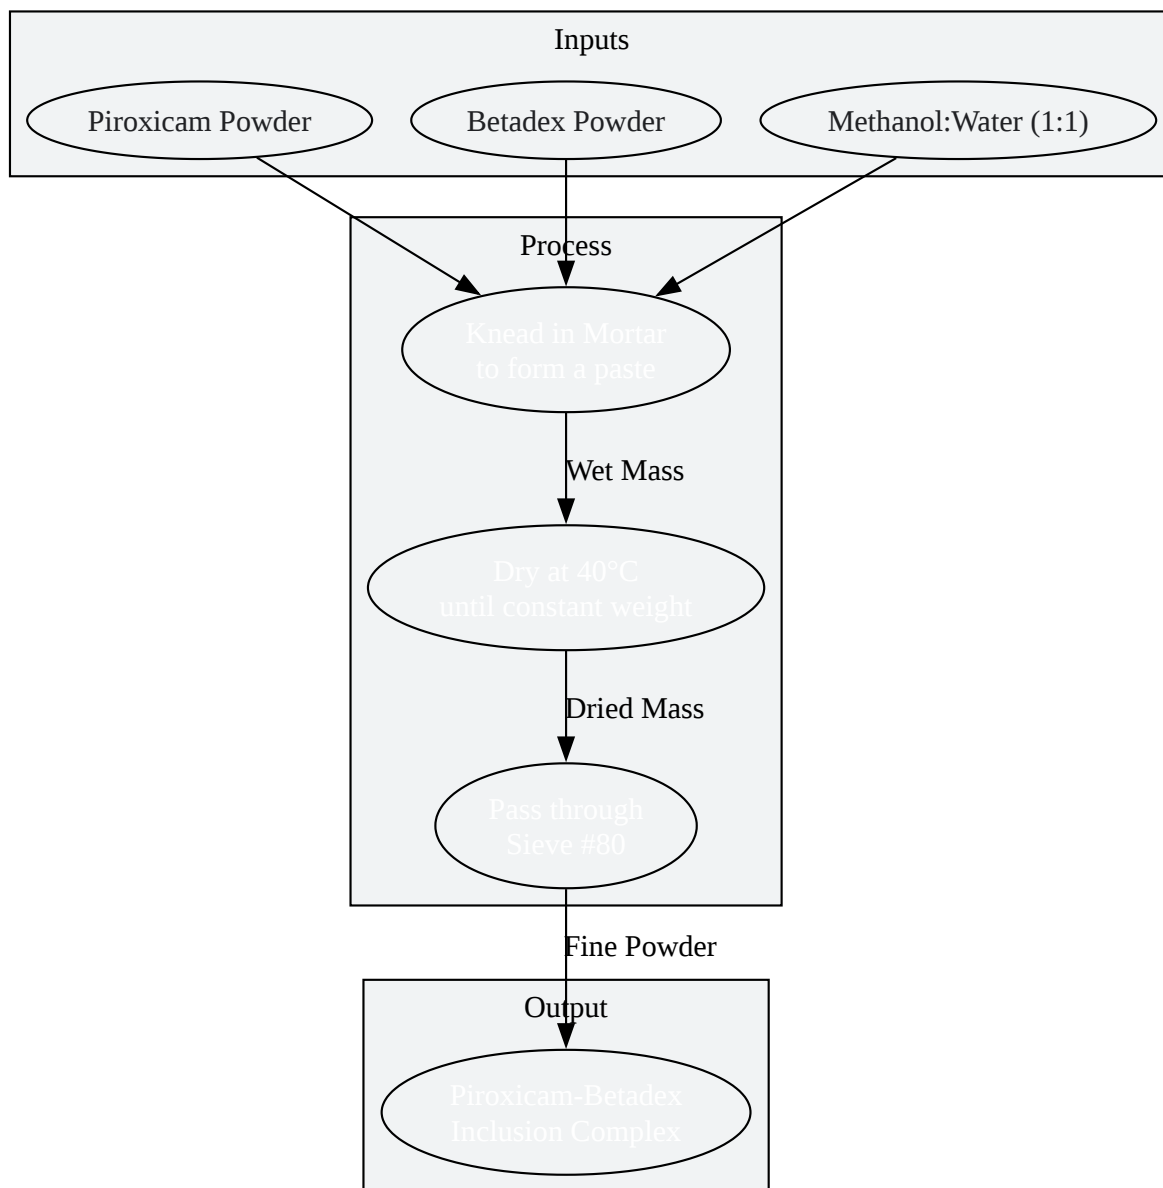 Inputs
Piroxicam Powder
Betadex Powder
Methanol:Water (1:1)
Process
Knead in Mortar
to form a paste
Wet Mass
Dry at 40°C
until constant weight
Dried Mass
Pass through
Sieve #80
Fine Powder
Output
Piroxicam-Betadex
Inclusion Complex